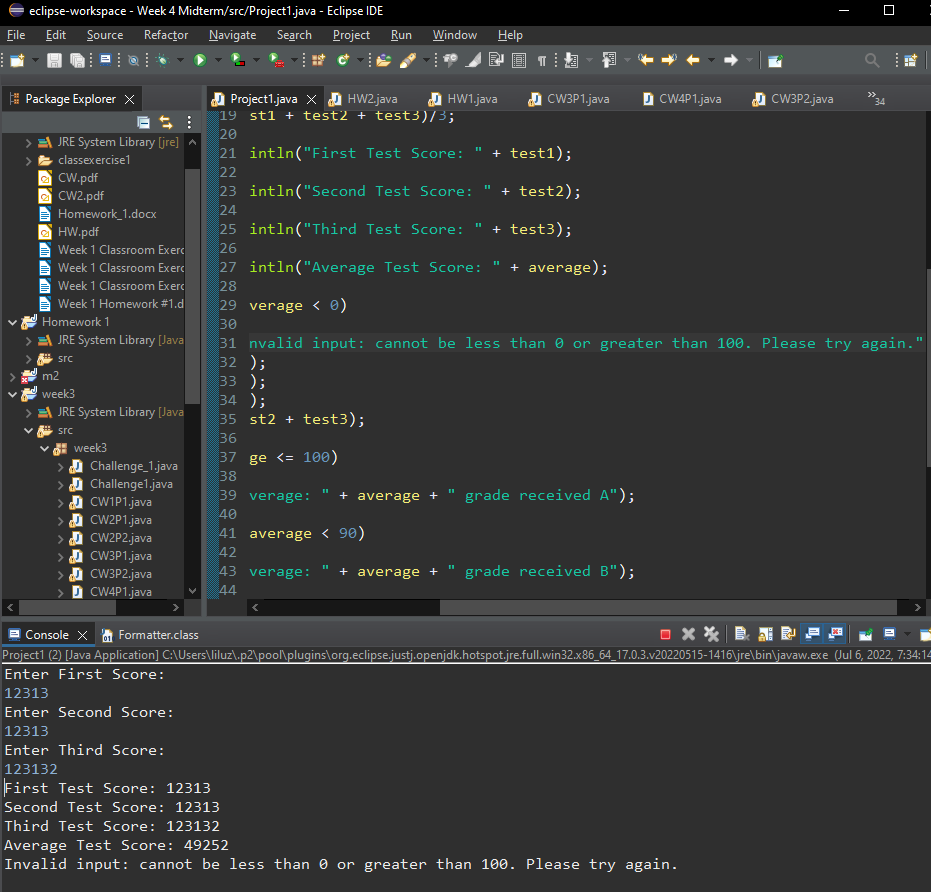 eclipse-workspace - Week 4 Midterm/src/Project1.java - Eclipse IDE
File Edit Source Refactor Navigate Search Project Run Window Help
Package Explorer
JRE System Library [jre]
classexercise1
CW.pdf
CW2.pdf
Homework_1.docx
HW.pdf
Week 1 Classroom Exerc
Week 1 Classroom Exerc
Week 1 Classroom Exerc
Week 1 Homework #1.d
Homework 1
JRE System Library [Java
src
m2
week3
JRE System Library [Java
src
week3
Challenge_1.java
Challenge1.java
CW1P1.java
CW2P1.java
CW2P2.java
CW3P1.java
CW3P2.java
CW4P1.java
Project1.java HW2.java HW1.java CW3P1.java CW4P1.java CW3P2.java »34
19 st1 + test2 + test3)/3;
20
21 intln("First Test Score: " + test1);
22
23 intln("Second Test Score: " + test2);
24
25 intln("Third Test Score: " + test3);
26
27 intln("Average Test Score: " + average);
28
29 verage < 0)
30
31 nvalid input: cannot be less than 0 or greater than 100. Please try again."
32 );
33 );
34 );
35 st2 + test3);
36
37 ge <= 100)
38
39 verage: " + average + " grade received A");
40
41 average < 90)
42
43 verage: " + average + " grade received B");
44
Console Formatter.class
Project1 (2) [Java Application] C:\Users\liluz\.p2\pool\plugins\org.eclipse.justj.openjdk.hotspot.jre.full.win32.x86_64_17.0.3.v20220515-1416\jre\bin\javaw.exe (Jul 6, 2022, 7:34:14
Enter First Score:
12313
Enter Second Score:
12313
Enter Third Score:
123132
First Test Score: 12313
Second Test Score: 12313
Third Test Score: 123132
Average Test Score: 49252
Invalid input: cannot be less than 0 or greater than 100. Please try again.